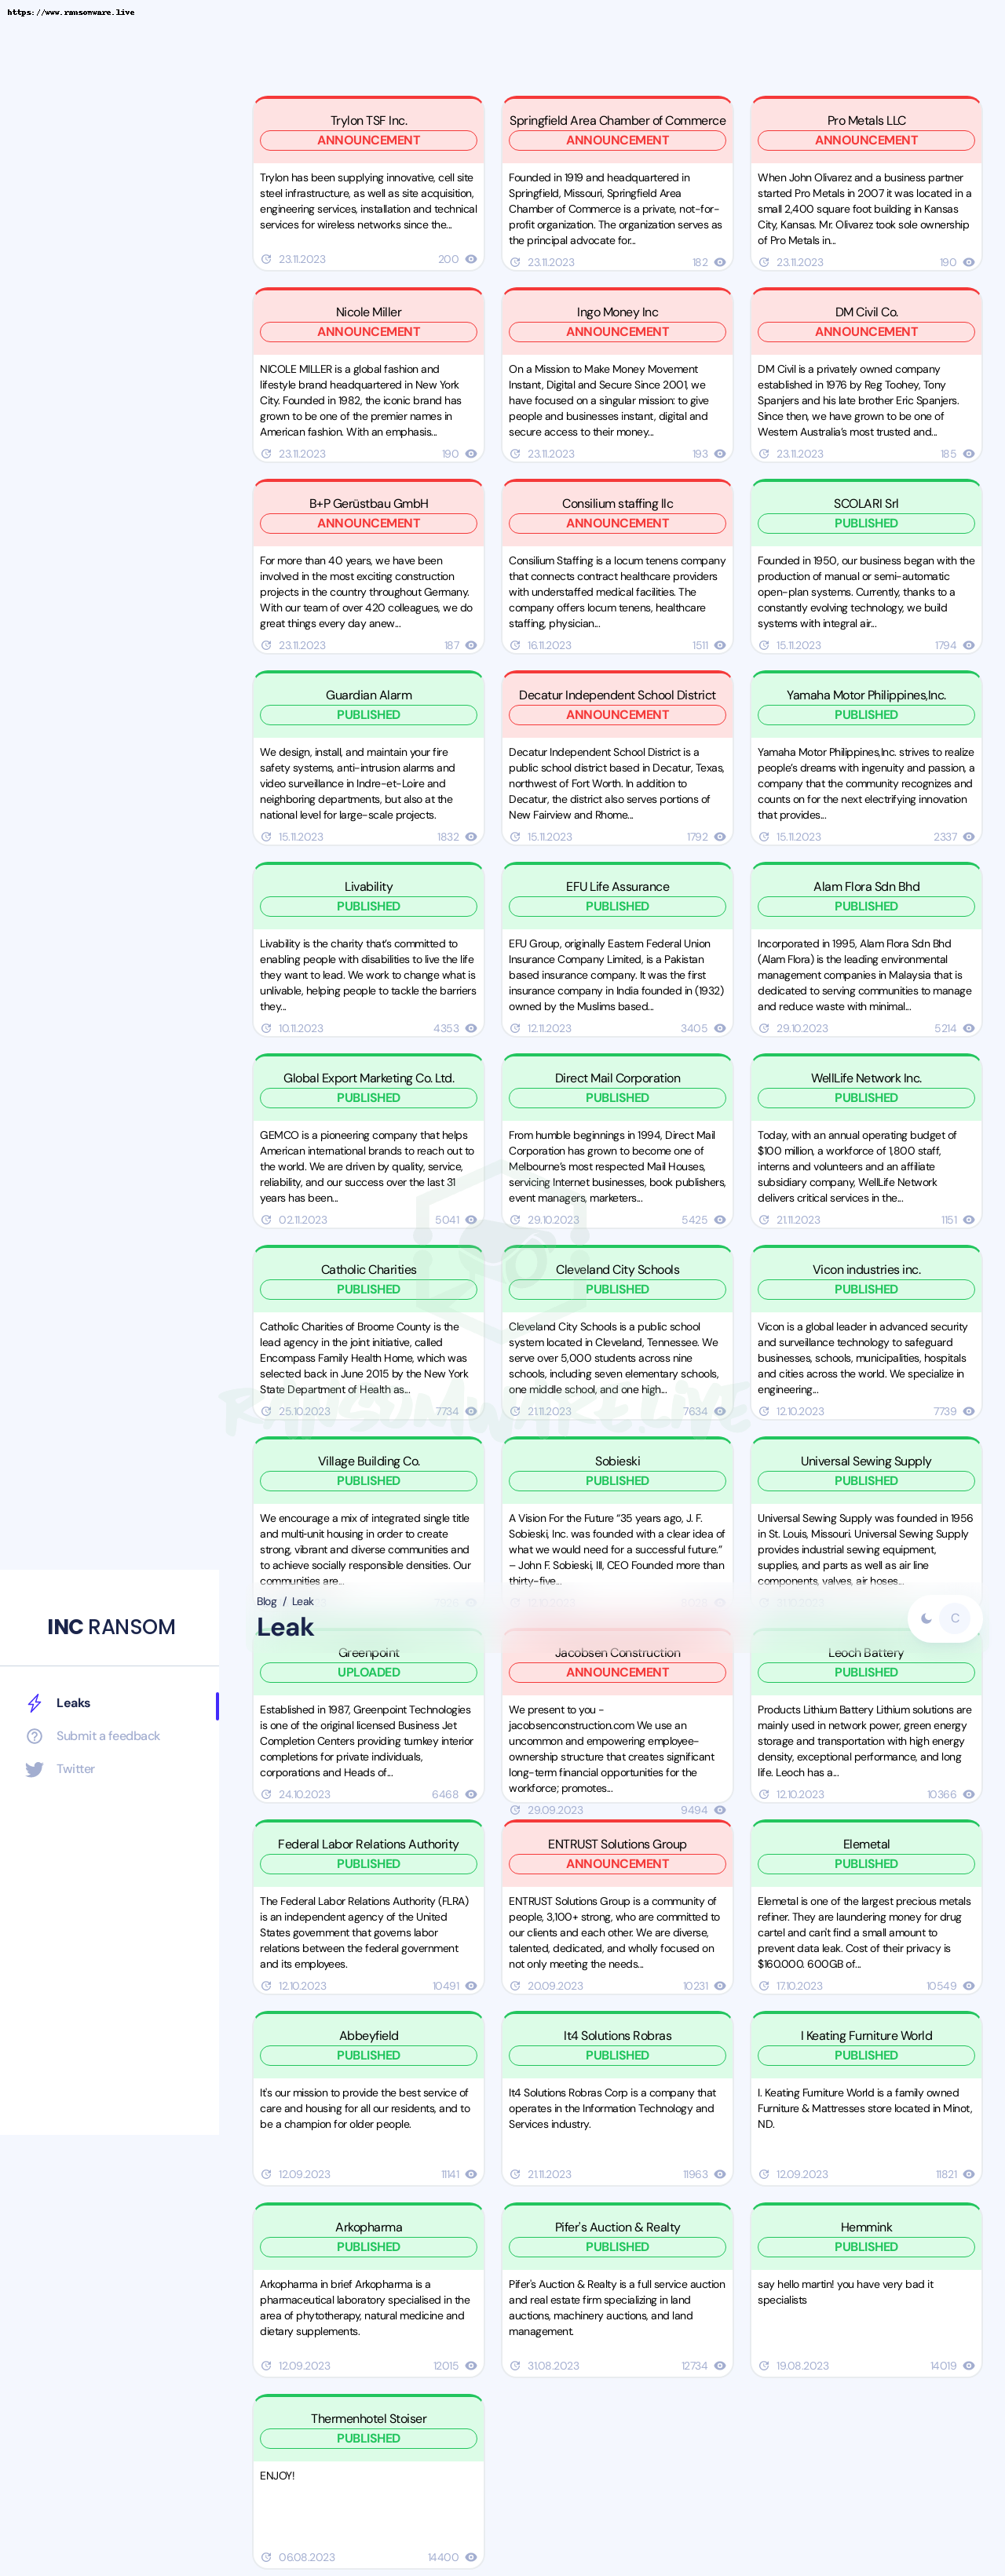 https://www.ransomware.live
Trylon TSF Inc.
ANNOUNCEMENT
Trylon has been supplying innovative, cell site
steel infrastructure, as well as site acquisition,
engineering services, installation and technical
services for wireless networks since the...
23.11.2023 200
Springfield Area Chamber of Commerce
ANNOUNCEMENT
Founded in 1919 and headquartered in
Springfield, Missouri, Springfield Area
Chamber of Commerce is a private, not-for-
profit organization. The organization serves as
the principal advocate for...
23.11.2023 182
Pro Metals LLC
ANNOUNCEMENT
When John Olivarez and a business partner
started Pro Metals in 2007 it was located in a
small 2,400 square foot building in Kansas
City, Kansas. Mr. Olivarez took sole ownership
of Pro Metals in...
23.11.2023 190
Nicole Miller
ANNOUNCEMENT
NICOLE MILLER is a global fashion and
lifestyle brand headquartered in New York
City. Founded in 1982, the iconic brand has
grown to be one of the premier names in
American fashion. With an emphasis...
23.11.2023 190
Ingo Money Inc
ANNOUNCEMENT
On a Mission to Make Money Movement
Instant, Digital and Secure Since 2001, we
have focused on a singular mission: to give
people and businesses instant, digital and
secure access to their money...
23.11.2023 193
DM Civil Co.
ANNOUNCEMENT
DM Civil is a privately owned company
established in 1976 by Reg Toohey, Tony
Spanjers and his late brother Eric Spanjers.
Since then, we have grown to be one of
Western Australia's most trusted and...
23.11.2023 185
B+P Gerüstbau GmbH
ANNOUNCEMENT
For more than 40 years, we have been
involved in the most exciting construction
projects in the country throughout Germany.
With our team of over 420 colleagues, we do
great things every day anew...
23.11.2023 187
Consilium staffing llc
ANNOUNCEMENT
Consilium Staffing is a locum tenens company
that connects contract healthcare providers
with understaffed medical facilities. The
company offers locum tenens, healthcare
staffing, physician...
16.11.2023 1511
SCOLARI Srl
PUBLISHED
Founded in 1950, our business began with the
production of manual or semi-automatic
open-plan systems. Currently, thanks to a
constantly evolving technology, we build
systems with integral air...
15.11.2023 1794
Guardian Alarm
PUBLISHED
We design, install, and maintain your fire
safety systems, anti-intrusion alarms and
video surveillance in Indre-et-Loire and
neighboring departments, but also at the
national level for large-scale projects.
15.11.2023 1832
Decatur Independent School District
ANNOUNCEMENT
Decatur Independent School District is a
public school district based in Decatur, Texas,
northwest of Fort Worth. In addition to
Decatur, the district also serves portions of
New Fairview and Rhome...
15.11.2023 1792
Yamaha Motor Philippines,Inc.
PUBLISHED
Yamaha Motor Philippines,Inc. strives to realize
people's dreams with ingenuity and passion, a
company that the community recognizes and
counts on for the next electrifying innovation
that provides...
15.11.2023 2337
Livability
PUBLISHED
Livability is the charity that's committed to
enabling people with disabilities to live the life
they want to lead. We work to change what is
unlivable, helping people to tackle the barriers
they...
10.11.2023 4353
EFU Life Assurance
PUBLISHED
EFU Group, originally Eastern Federal Union
Insurance Company Limited, is a Pakistan
based insurance company. It was the first
insurance company in India founded in (1932)
owned by the Muslims based...
12.11.2023 3405
Alam Flora Sdn Bhd
PUBLISHED
Incorporated in 1995, Alam Flora Sdn Bhd
(Alam Flora) is the leading environmental
management companies in Malaysia that is
dedicated to serving communities to manage
and reduce waste with minimal...
29.10.2023 5214
Global Export Marketing Co. Ltd.
PUBLISHED
GEMCO is a pioneering company that helps
American international brands to reach out to
the world. We are driven by quality, service,
reliability, and our success over the last 31
years has been...
02.11.2023 5041
Direct Mail Corporation
PUBLISHED
From humble beginnings in 1994, Direct Mail
Corporation has grown to become one of
Melbourne's most respected Mail Houses,
servicing Internet businesses, book publishers,
event managers, marketers...
29.10.2023 5425
WellLife Network Inc.
PUBLISHED
Today, with an annual operating budget of
$100 million, a workforce of 1,800 staff,
interns and volunteers and an affiliate
subsidiary company, WellLife Network
delivers critical services in the...
21.11.2023 1151
Catholic Charities
PUBLISHED
Catholic Charities of Broome County is the
lead agency in the joint initiative, called
Encompass Family Health Home, which was
selected back in June 2015 by the New York
State Department of Health as...
25.10.2023 7734
Cleveland City Schools
PUBLISHED
Cleveland City Schools is a public school
system located in Cleveland, Tennessee. We
serve over 5,000 students across nine
schools, including seven elementary schools,
one middle school, and one high...
21.11.2023 7634
Vicon industries inc.
PUBLISHED
Vicon is a global leader in advanced security
and surveillance technology to safeguard
businesses, schools, municipalities, hospitals
and cities across the world. We specialize in
engineering...
12.10.2023 7739
RANSOMWARE.LIVE
Village Building Co.
PUBLISHED
We encourage a mix of integrated single title
and multi-unit housing in order to create
strong, vibrant and diverse communities and
to achieve socially responsible densities. Our
communities are...
Sobieski
PUBLISHED
A Vision For the Future "35 years ago, J. F.
Sobieski, Inc. was founded with a clear idea of
what we would need for a successful future."
– John F. Sobieski, III, CEO Founded more than
thirty-five...
Universal Sewing Supply
PUBLISHED
Universal Sewing Supply was founded in 1956
in St. Louis, Missouri. Universal Sewing Supply
provides industrial sewing equipment,
supplies, and parts as well as air line
components, valves, air hoses...
INC RANSOM
Leaks
Submit a feedback
Twitter
Blog / Leak
Leak
C
Greenpoint
UPLOADED
Established in 1987, Greenpoint Technologies
is one of the original licensed Business Jet
Completion Centers providing turnkey interior
completions for private individuals,
corporations and Heads of...
24.10.2023 6468
Jacobsen Construction
ANNOUNCEMENT
We present to you -
jacobsenconstruction.com We use an
uncommon and empowering employee-
ownership structure that creates significant
long-term financial opportunities for the
workforce; promotes...
29.09.2023 9494
Leoch Battery
PUBLISHED
Products Lithium Battery Lithium solutions are
mainly used in network power, green energy
storage and transportation with high energy
density, exceptional performance, and long
life. Leoch has a...
12.10.2023 10366
Federal Labor Relations Authority
PUBLISHED
The Federal Labor Relations Authority (FLRA)
is an independent agency of the United
States government that governs labor
relations between the federal government
and its employees.
12.10.2023 10491
ENTRUST Solutions Group
ANNOUNCEMENT
ENTRUST Solutions Group is a community of
people, 3,100+ strong, who are committed to
our clients and each other. We are diverse,
talented, dedicated, and wholly focused on
not only meeting the needs...
20.09.2023 10231
Elemetal
PUBLISHED
Elemetal is one of the largest precious metals
refiner. They are laundering money for drug
cartel and can't find a small amount to
prevent data leak. Cost of their privacy is
$160.000. 600GB of...
17.10.2023 10549
Abbeyfield
PUBLISHED
It's our mission to provide the best service of
care and housing for all our residents, and to
be a champion for older people.
12.09.2023 11141
It4 Solutions Robras
PUBLISHED
It4 Solutions Robras Corp is a company that
operates in the Information Technology and
Services industry.
21.11.2023 11963
I Keating Furniture World
PUBLISHED
I. Keating Furniture World is a family owned
Furniture & Mattresses store located in Minot,
ND.
12.09.2023 11821
Arkopharma
PUBLISHED
Arkopharma in brief Arkopharma is a
pharmaceutical laboratory specialised in the
area of phytotherapy, natural medicine and
dietary supplements.
12.09.2023 12015
Pifer's Auction & Realty
PUBLISHED
Pifer's Auction & Realty is a full service auction
and real estate firm specializing in land
auctions, machinery auctions, and land
management.
31.08.2023 12734
Hemmink
PUBLISHED
say hello martin! you have very bad it
specialists
19.08.2023 14019
Thermenhotel Stoiser
PUBLISHED
ENJOY!
06.08.2023 14400